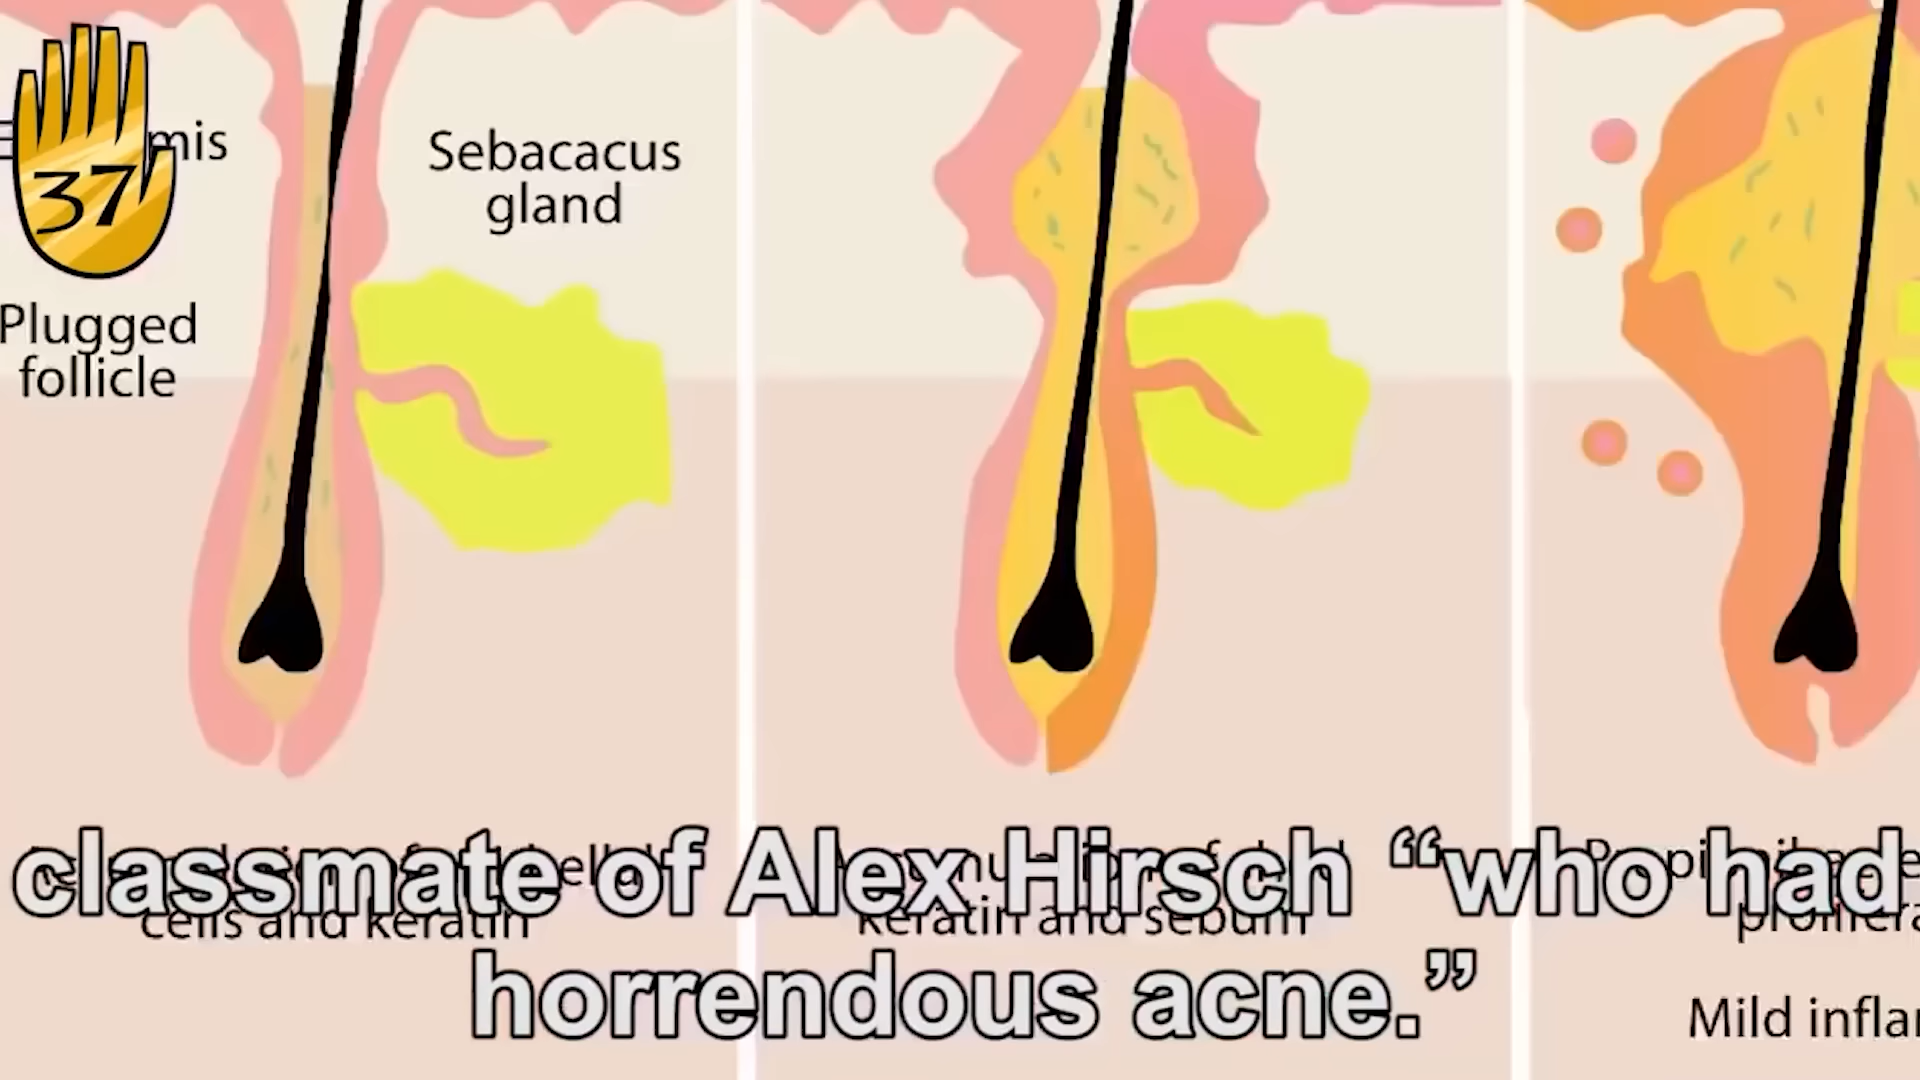 37
mis
Sebacacus
gland
Plugged
follicle
classmate of Alex Hirsch “who had
cells and keratin
keratin and sebum
horrendous acne.”
Mild